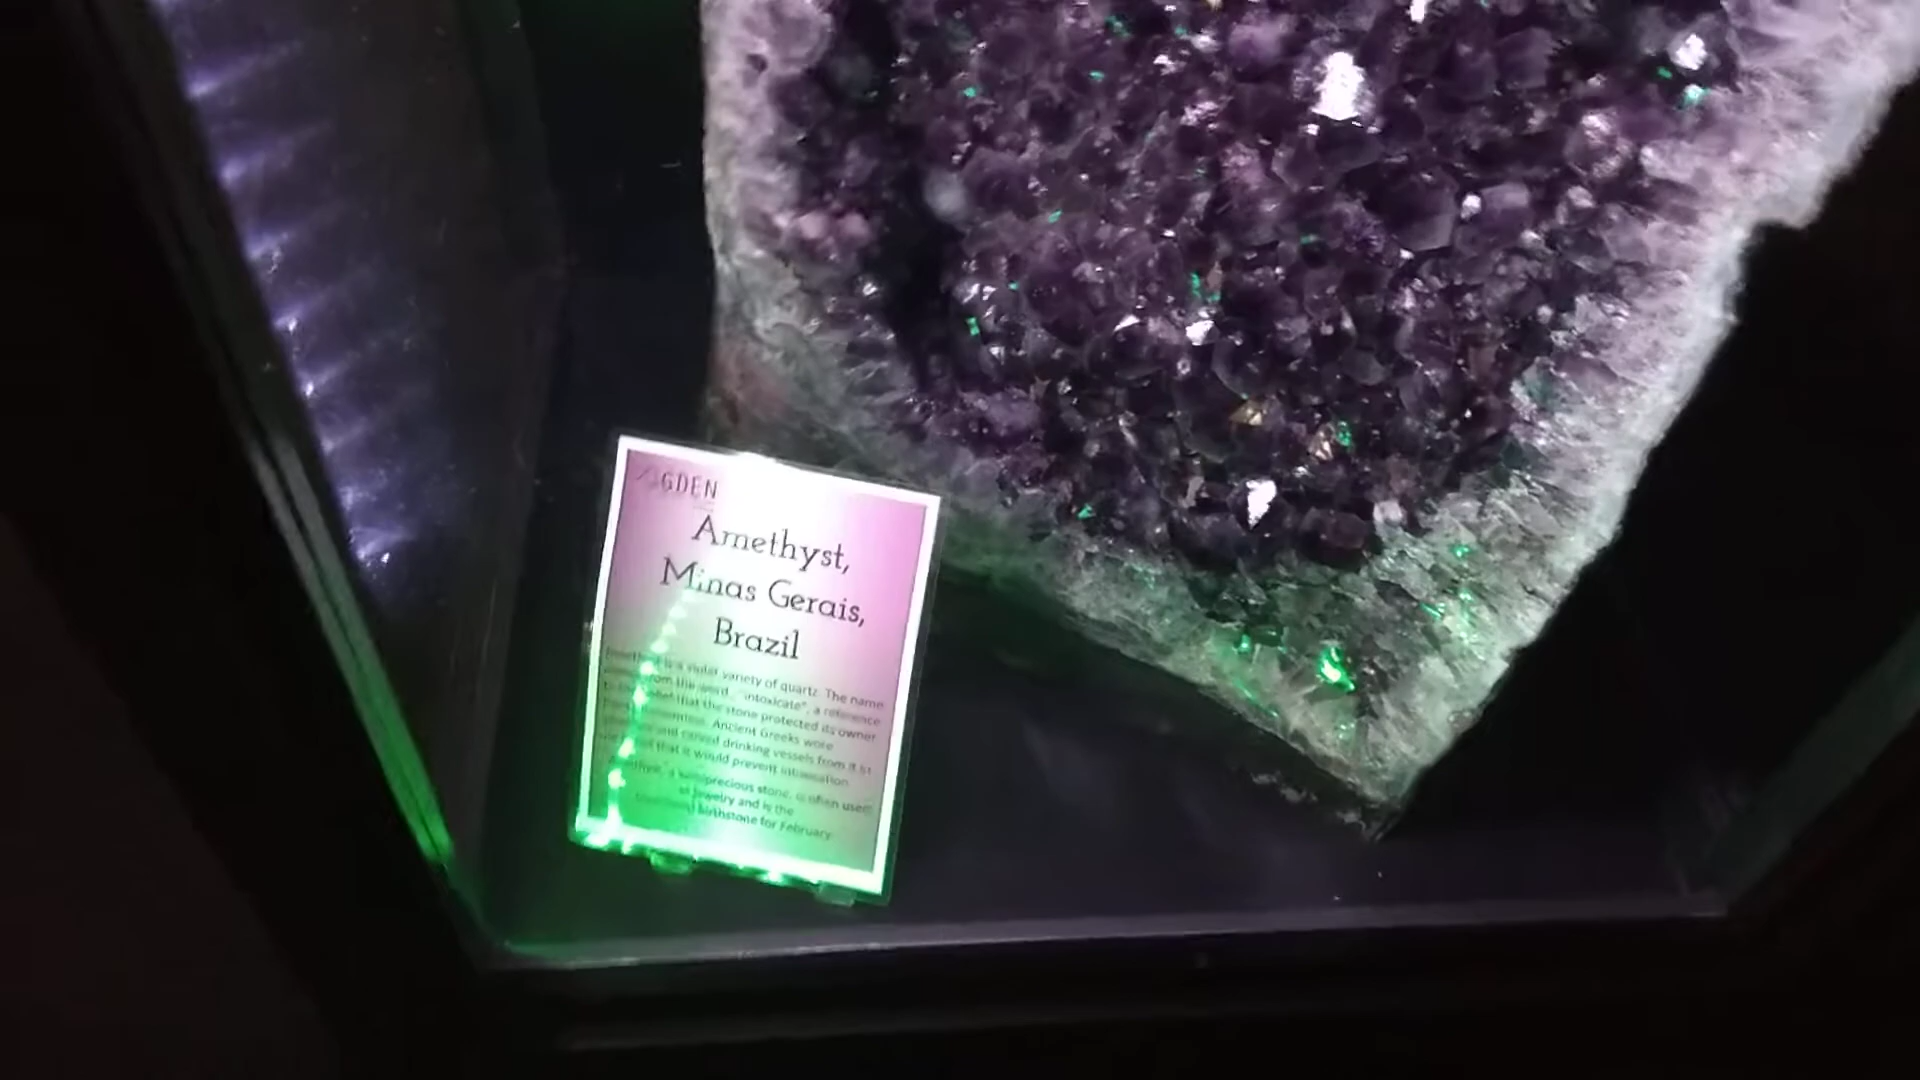 GDEN
Amethyst,
Minas Gerais,
Brazil
is a violet variety of quartz. The name
from the word, "intoxicate", a reference
that the stone protected its owner
Ancient Greeks wore
and carved drinking vessels from it in
that it would prevent intoxication.
semiprecious stone, is often used
in jewelry and is the
birthstone for February